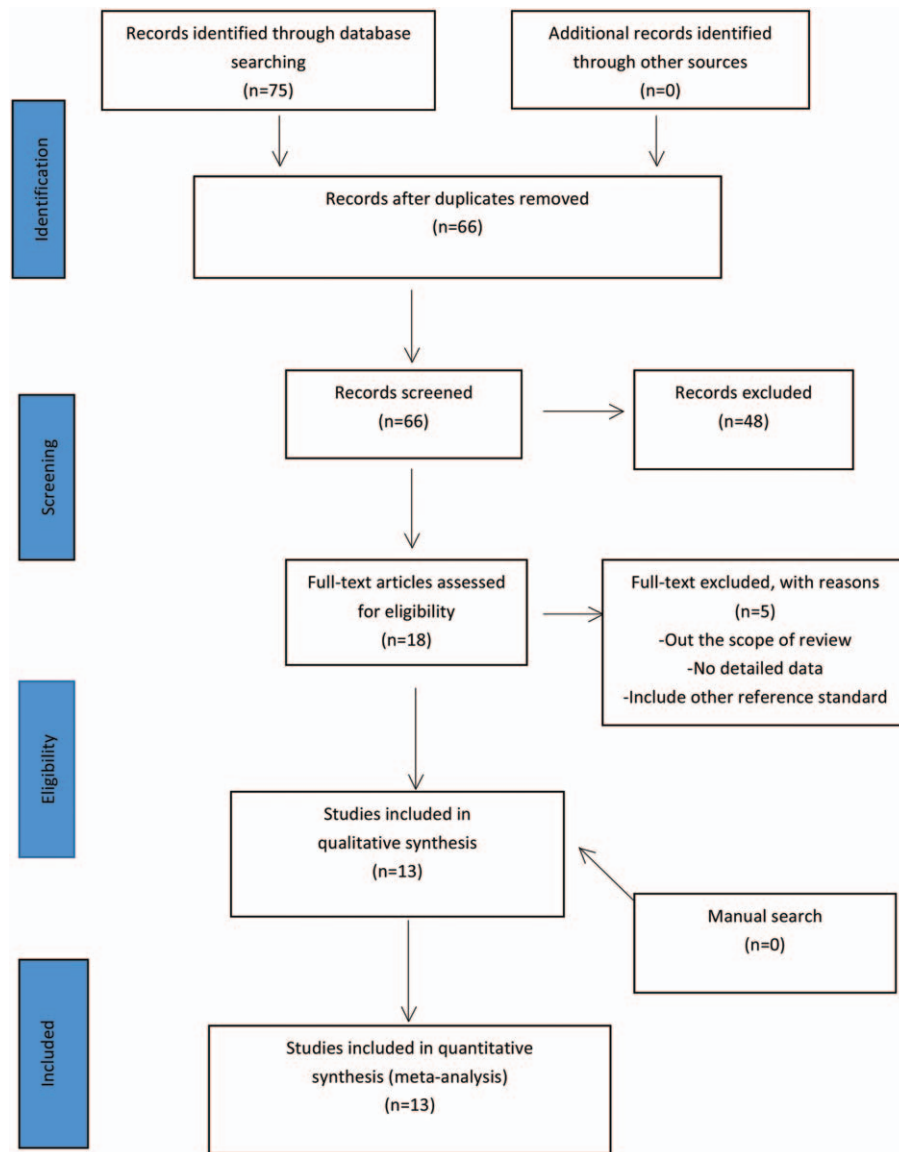 Records identified through database
searching
(n=75)
Additional records identified
through other sources
(n=0)
Identification
Records after duplicates removed
(n=66)
Screening
Records screened
(n=66)
Records excluded
(n=48)
Full-text articles assessed
for eligibility
(n=18)
Full-text excluded, with reasons
(n=5)
-Out the scope of review
-No detailed data
-Include other reference standard
Eligibility
Studies included in
qualitative synthesis
(n=13)
Manual search
(n=0)
Included
Studies included in quantitative
synthesis (meta-analysis)
(n=13)